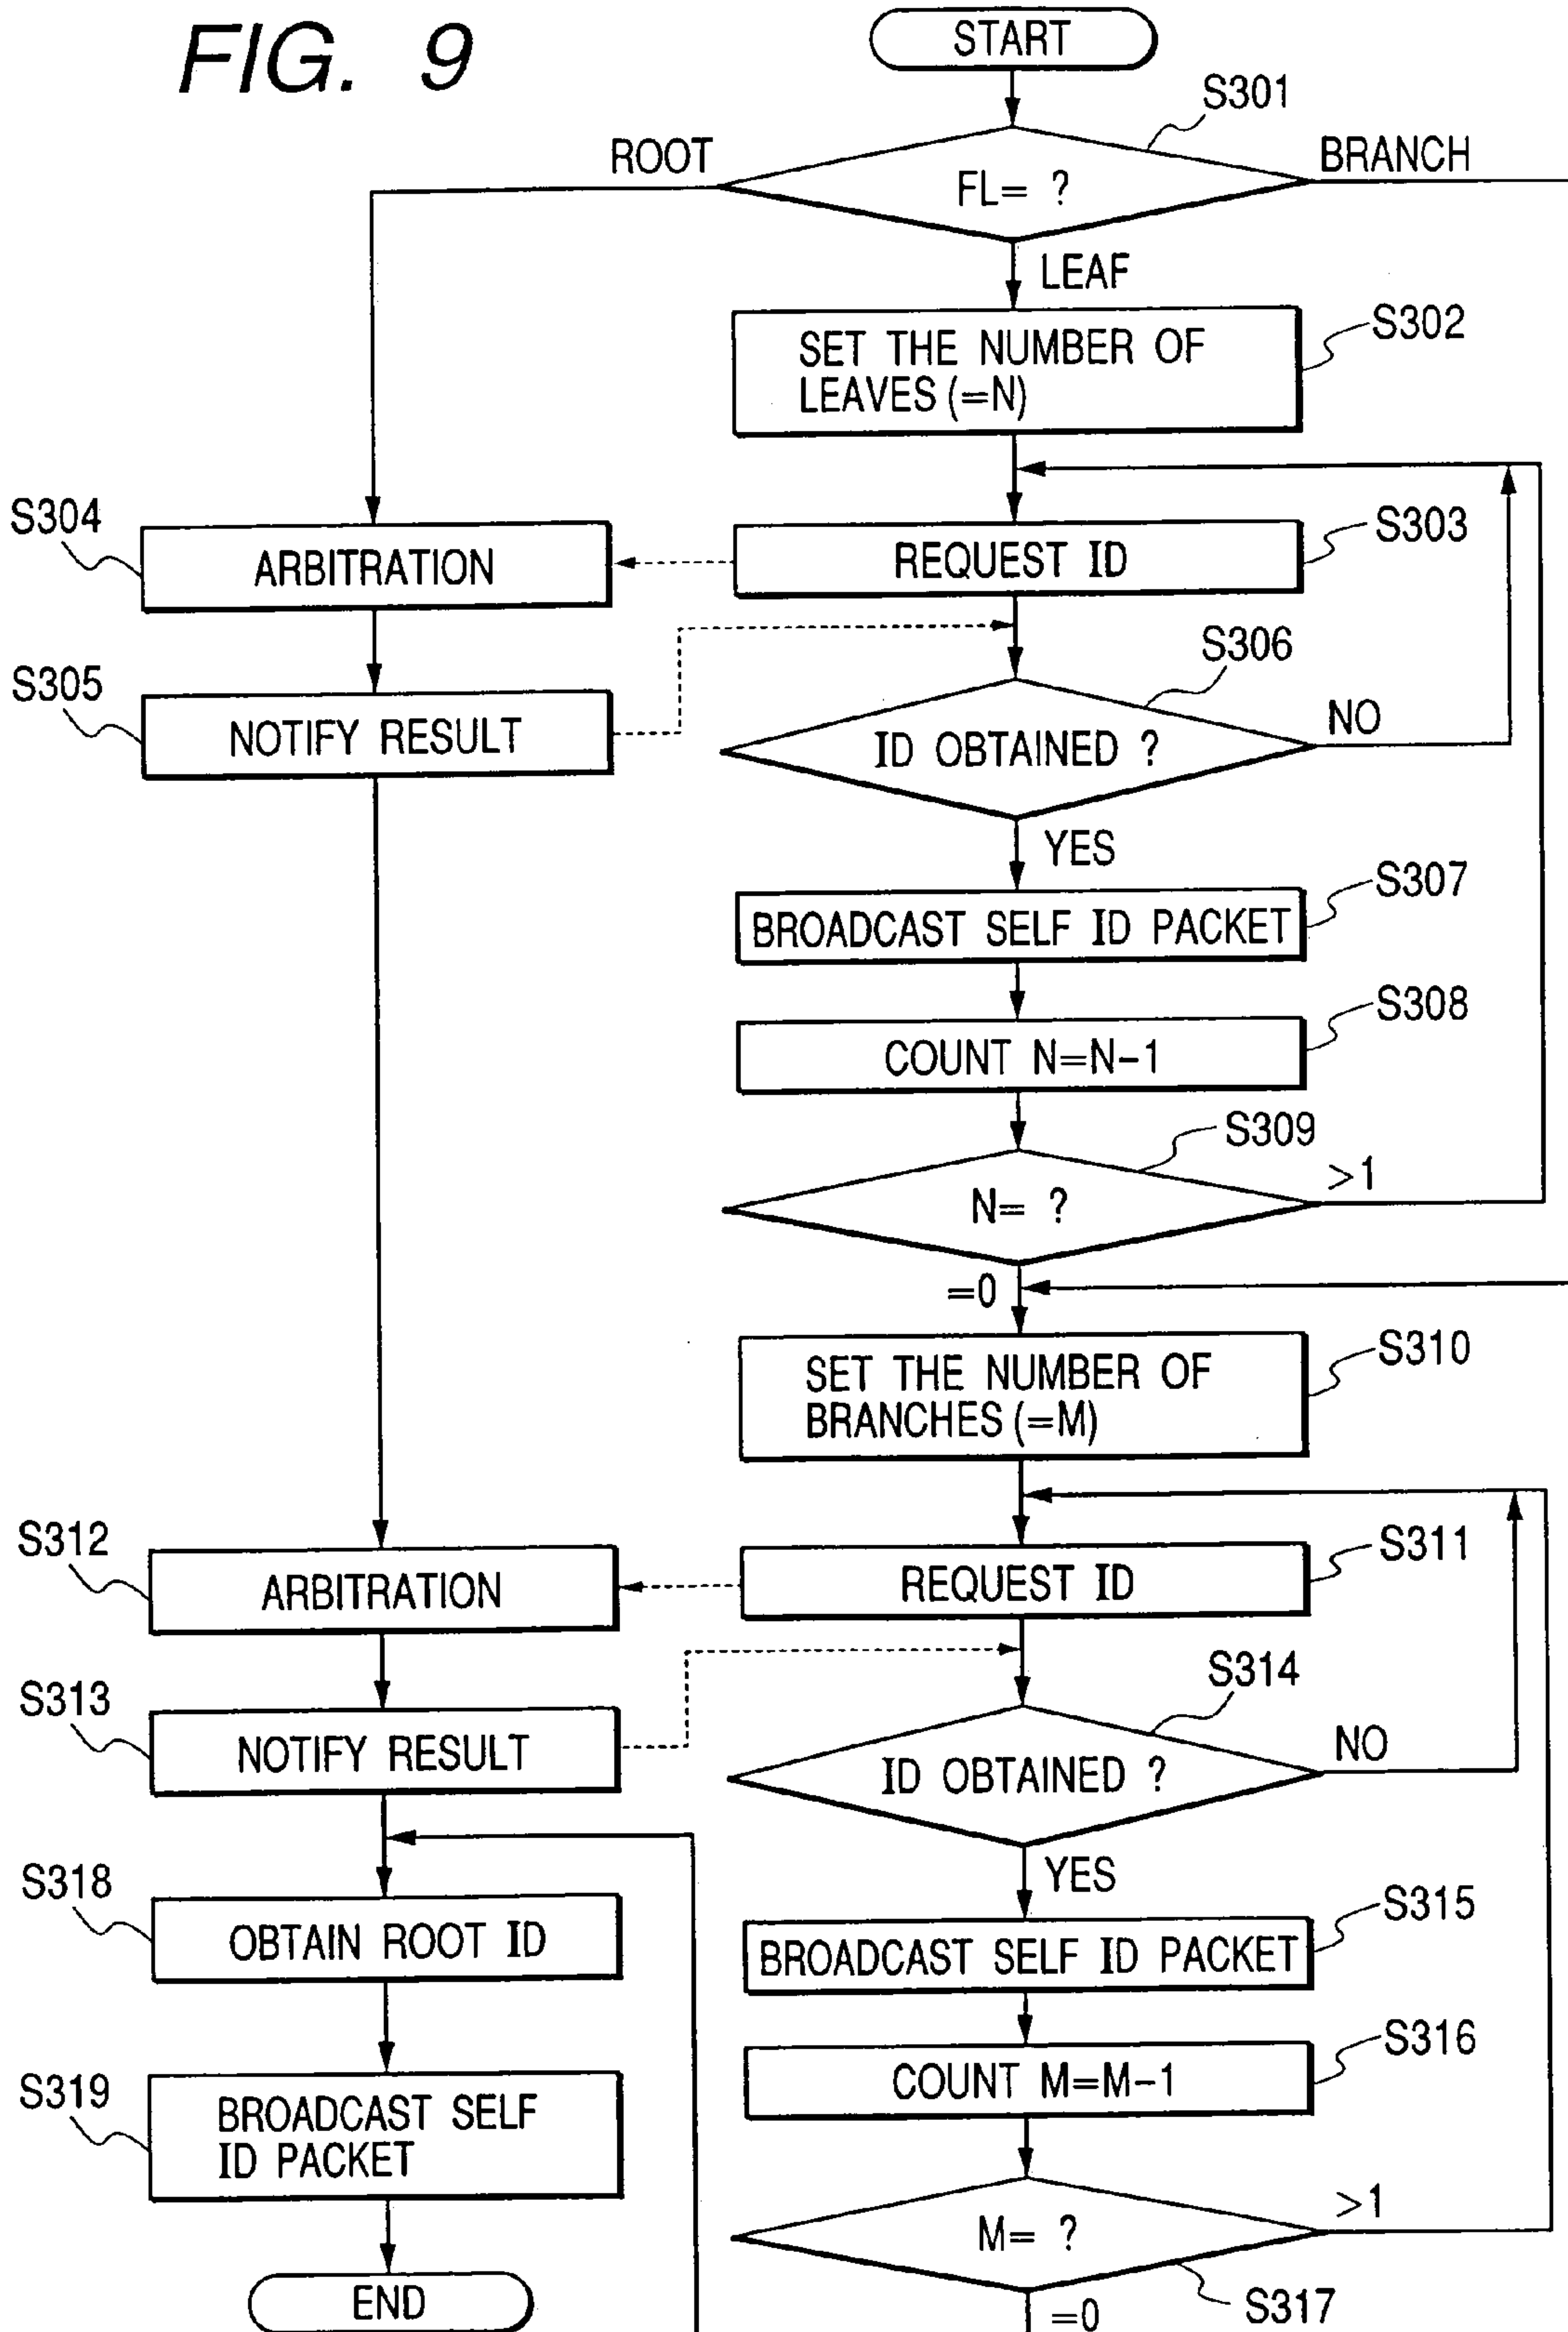 FIG. 9
START
S301
ROOT
BRANCH
FL= ?
LEAF
S302
SET THE NUMBER OF
LEAVES (=N)
S304
S303
ARBITRATION
REQUEST ID
S305
S306
NOTIFY RESULT
ID OBTAINED ?
NO
YES
S307
BROADCAST SELF ID PACKET
S308
COUNT N=N-1
S309
N= ?
>1
=0
S310
SET THE NUMBER OF
BRANCHES (=M)
S312
S311
ARBITRATION
REQUEST ID
S313
S314
NOTIFY RESULT
ID OBTAINED ?
NO
YES
S318
OBTAIN ROOT ID
S315
BROADCAST SELF ID PACKET
S316
COUNT M=M-1
S319
BROADCAST SELF
ID PACKET
M= ?
>1
S317
=0
END